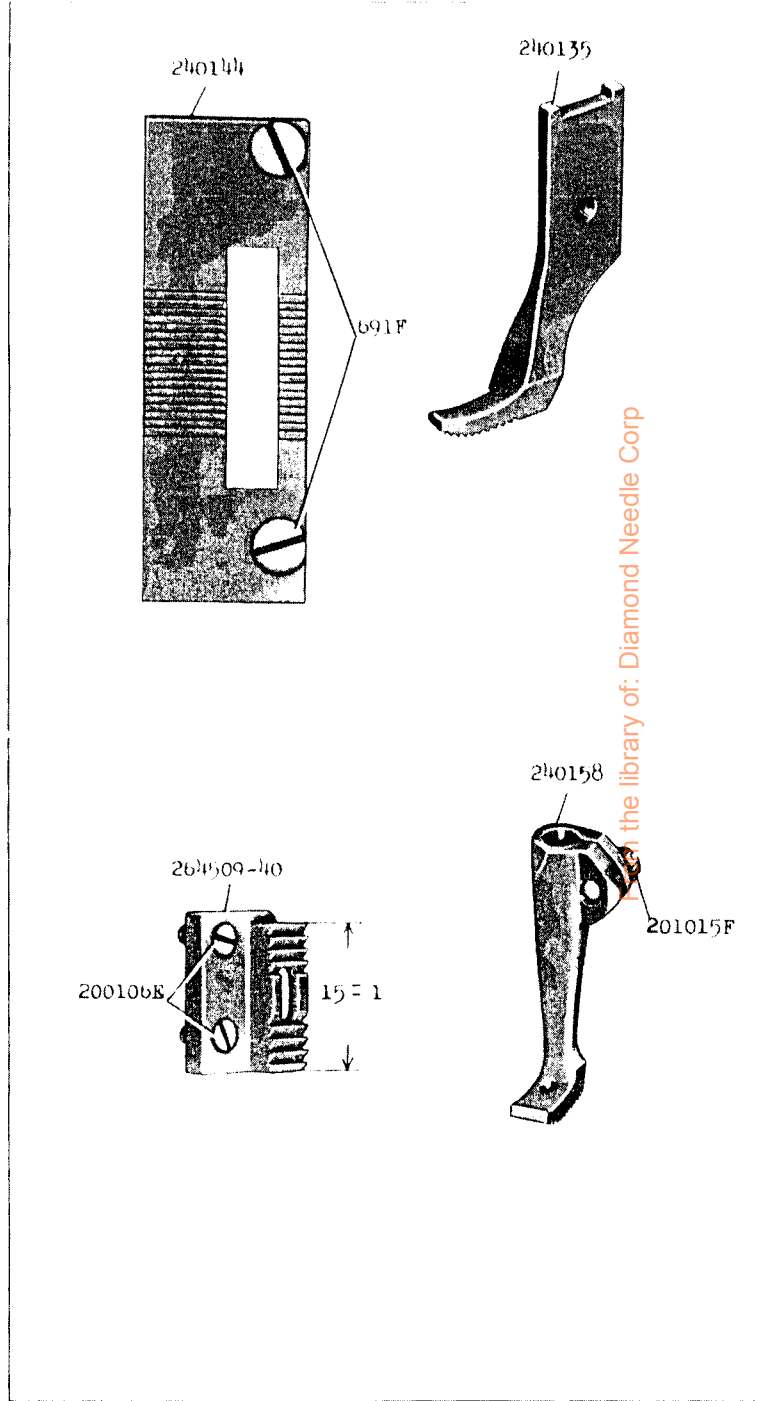 240144
240135
691F
240158
264509-40
201015F
200106E
15 = 1
From the library of: Diamond Needle Corp